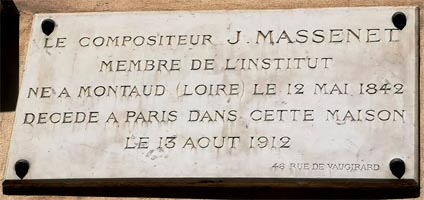 LE COMPOSITEUR J. MASSENET
MEMBRE DE L'INSTITUT
NE A MONTAUD (LOIRE) LE 12 MAI 1842
DECEDE A PARIS DANS CETTE MAISON
LE 13 AOUT 1912
48 RUE DE VAUGIRARD